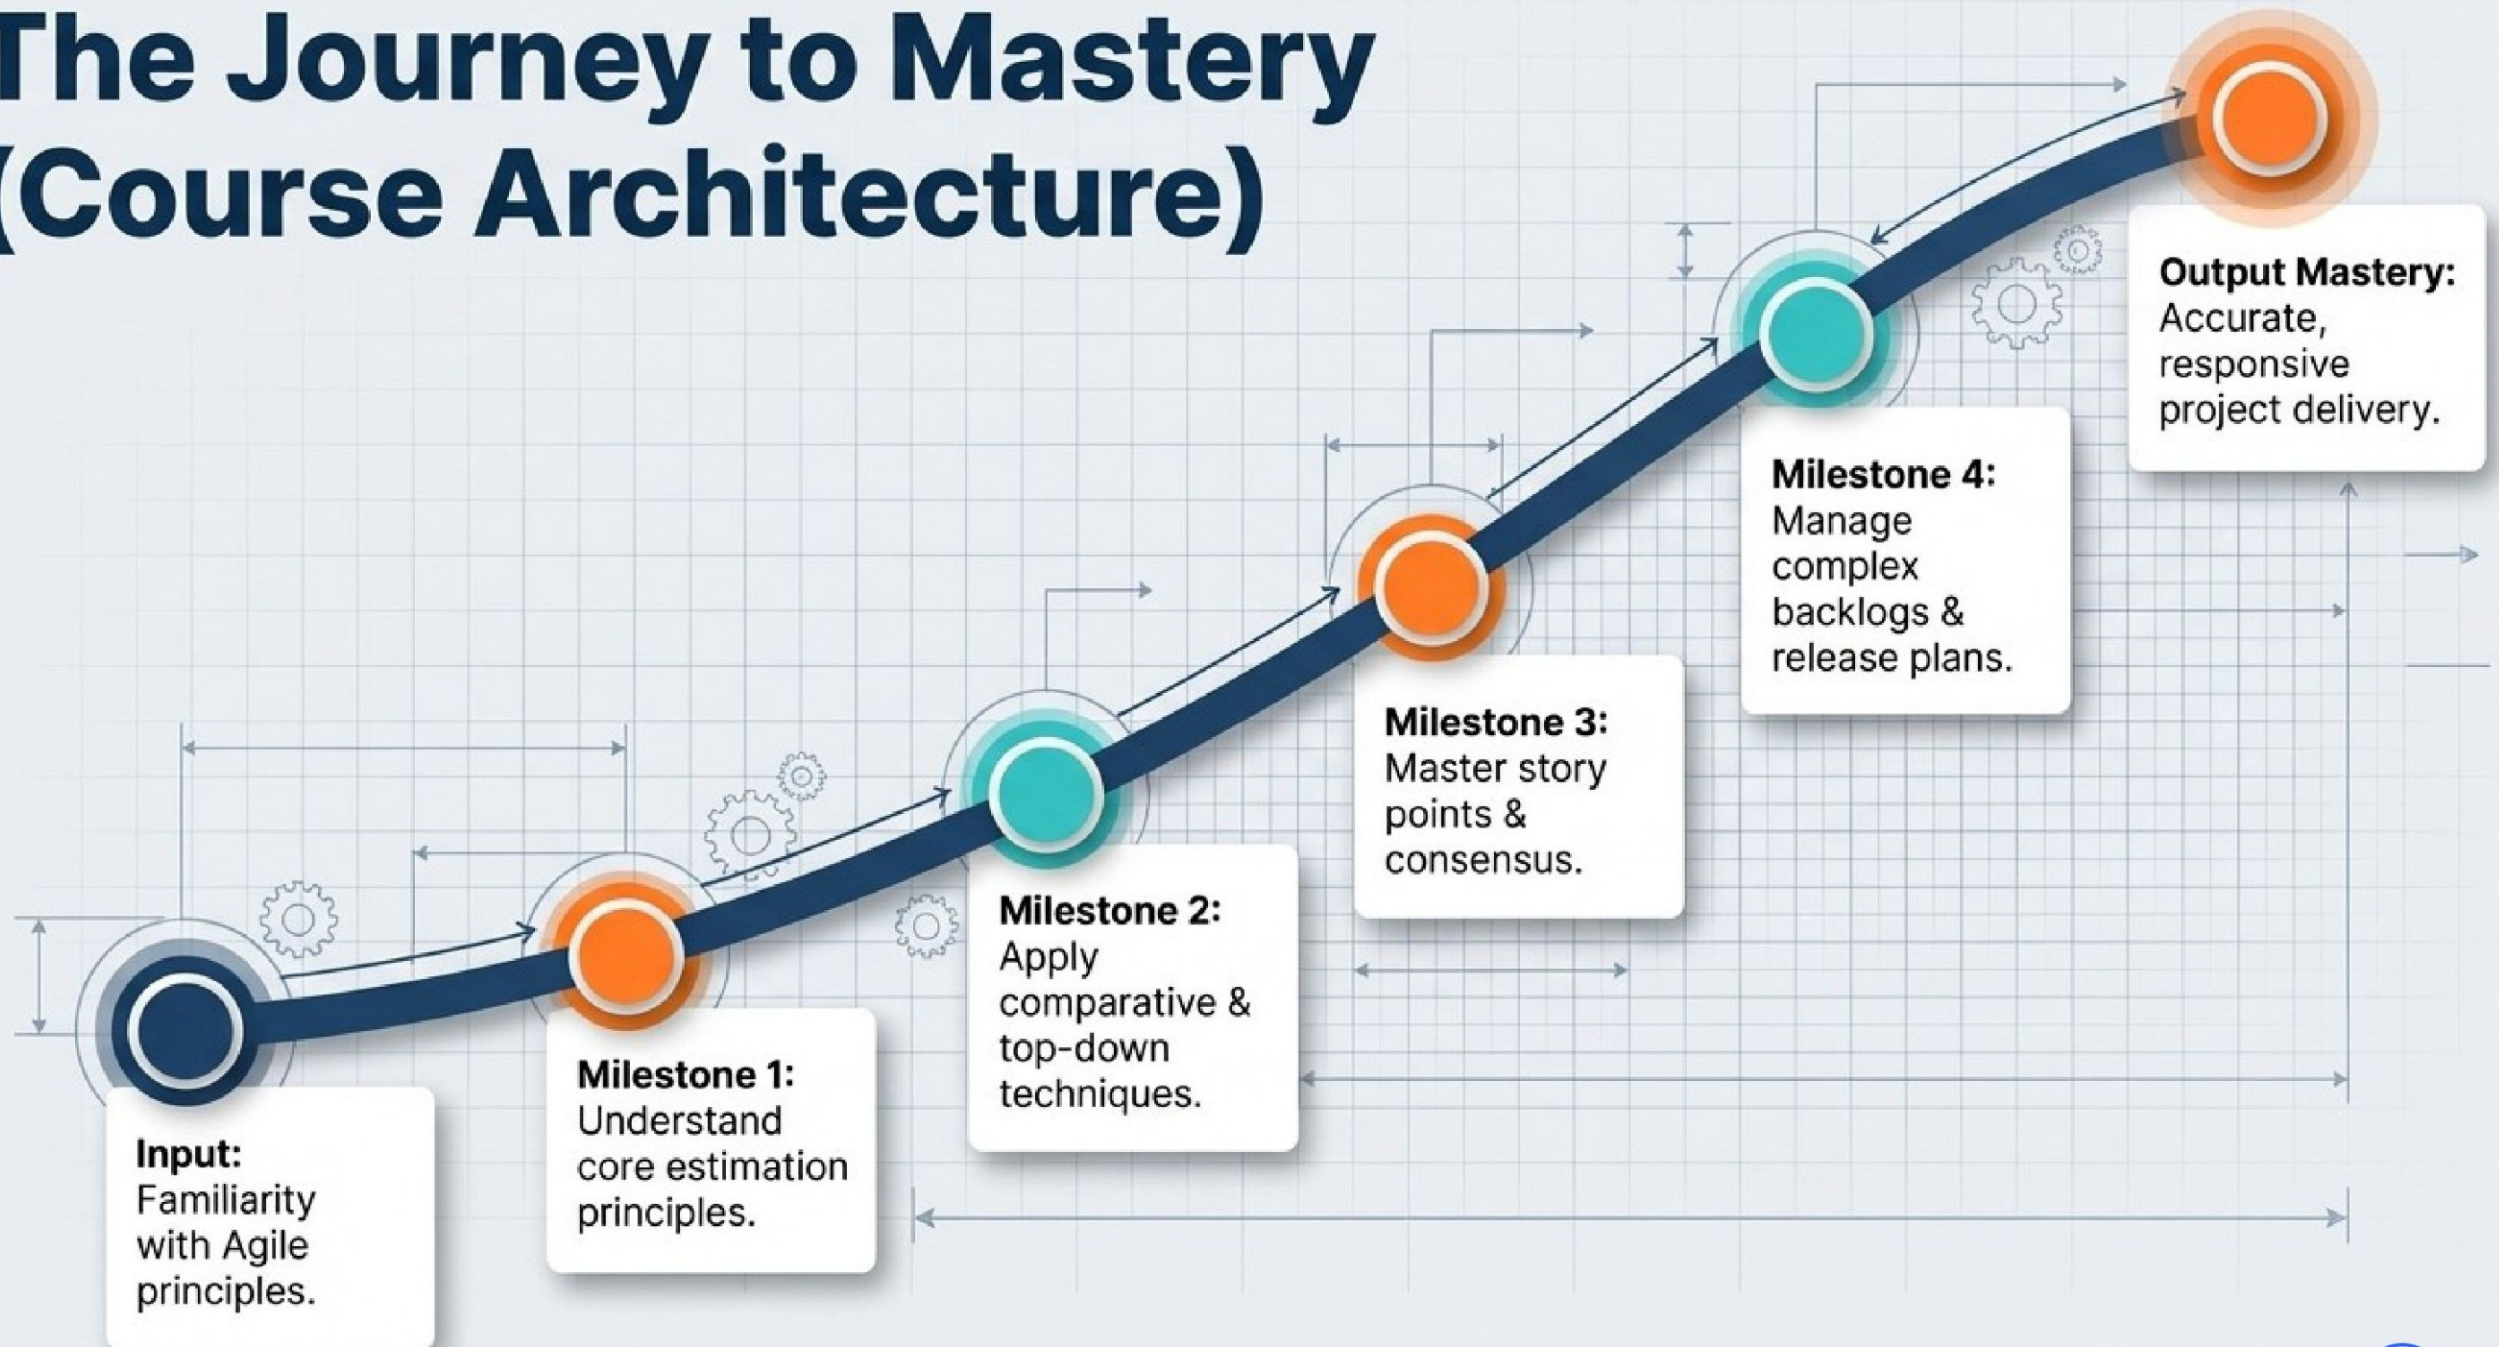 The Journey to Mastery
(Course Architecture)
Input:
Familiarity
with Agile
principles.
Milestone 1:
Understand
core estimation
principles.
Milestone 2:
Apply
comparative &
top-down
techniques.
Milestone 3:
Master story
points &
consensus.
Milestone 4:
Manage
complex
backlogs &
release plans.
Output Mastery:
Accurate,
responsive
project delivery.